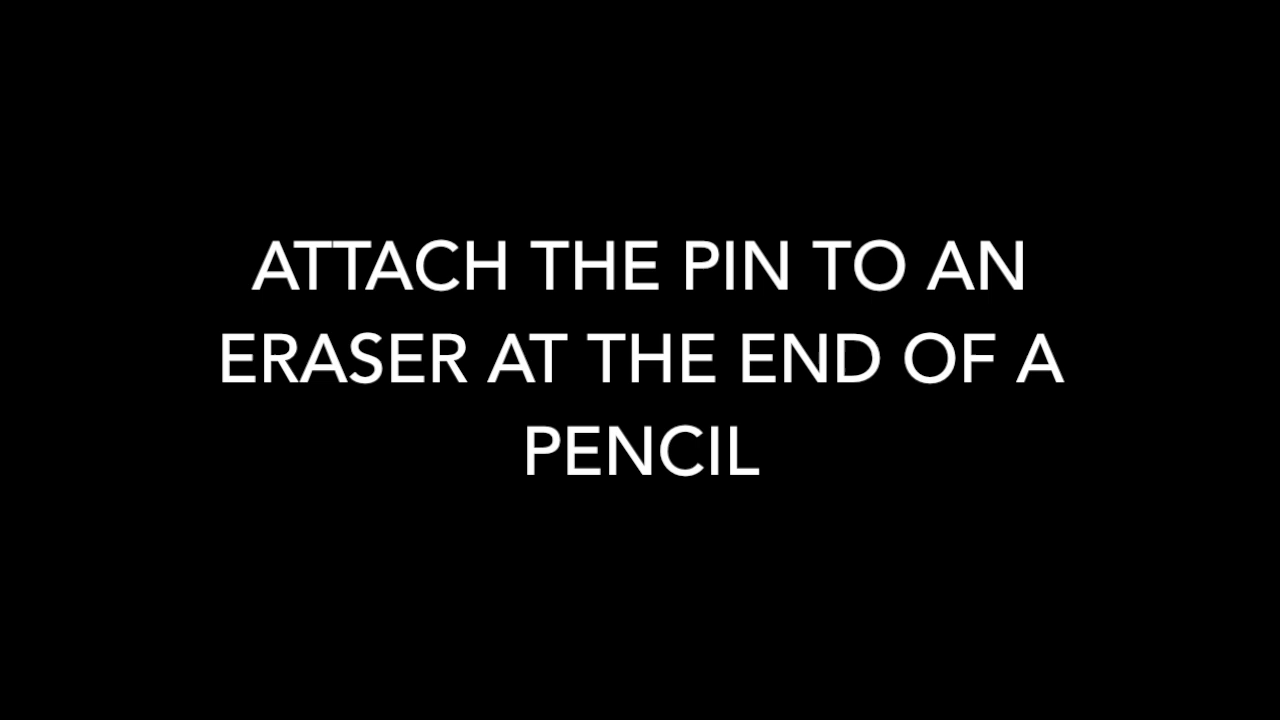 ATTACH THE PIN TO AN
ERASER AT THE END OF A
PENCIL